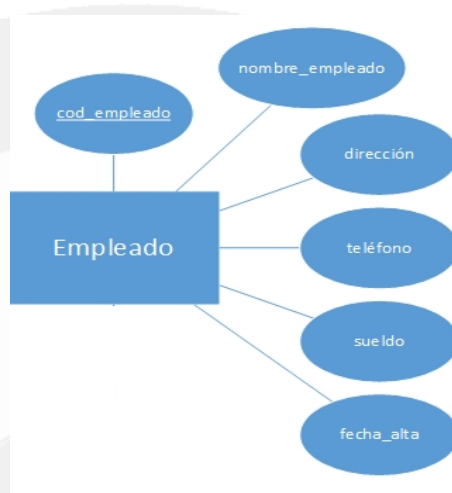 nombre_empleado
cod_empleado
dirección
Empleado
teléfono
sueldo
fecha_alta